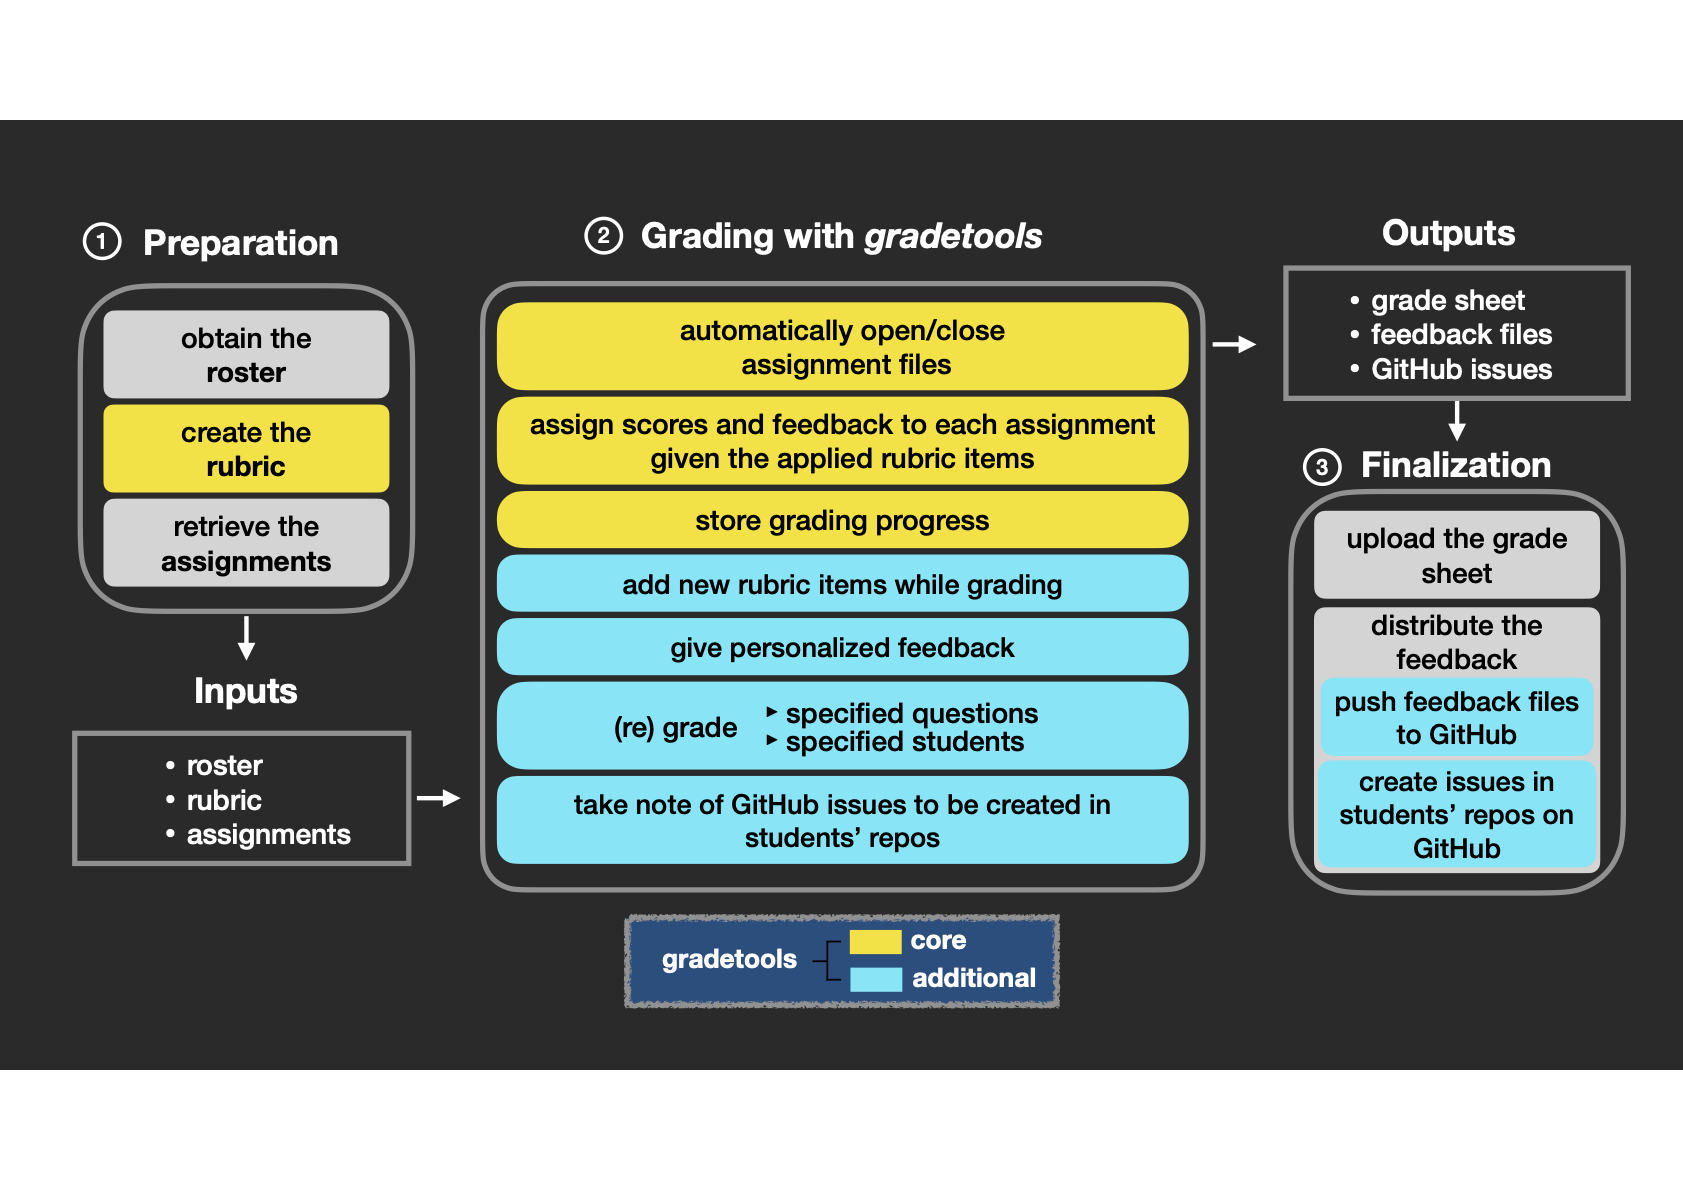 1 Preparation
obtain the
roster
create the
rubric
retrieve the
assignments
Inputs
• roster
• rubric
• assignments
2 Grading with gradetools
automatically open/close
assignment files
assign scores and feedback to each assignment
given the applied rubric items
store grading progress
add new rubric items while grading
give personalized feedback
(re) grade
‣ specified questions
‣ specified students
take note of GitHub issues to be created in
students’ repos
Outputs
• grade sheet
• feedback files
• GitHub issues
3 Finalization
upload the grade
sheet
distribute the
feedback
push feedback files
to GitHub
create issues in
students’ repos on
GitHub
gradetools
core
additional